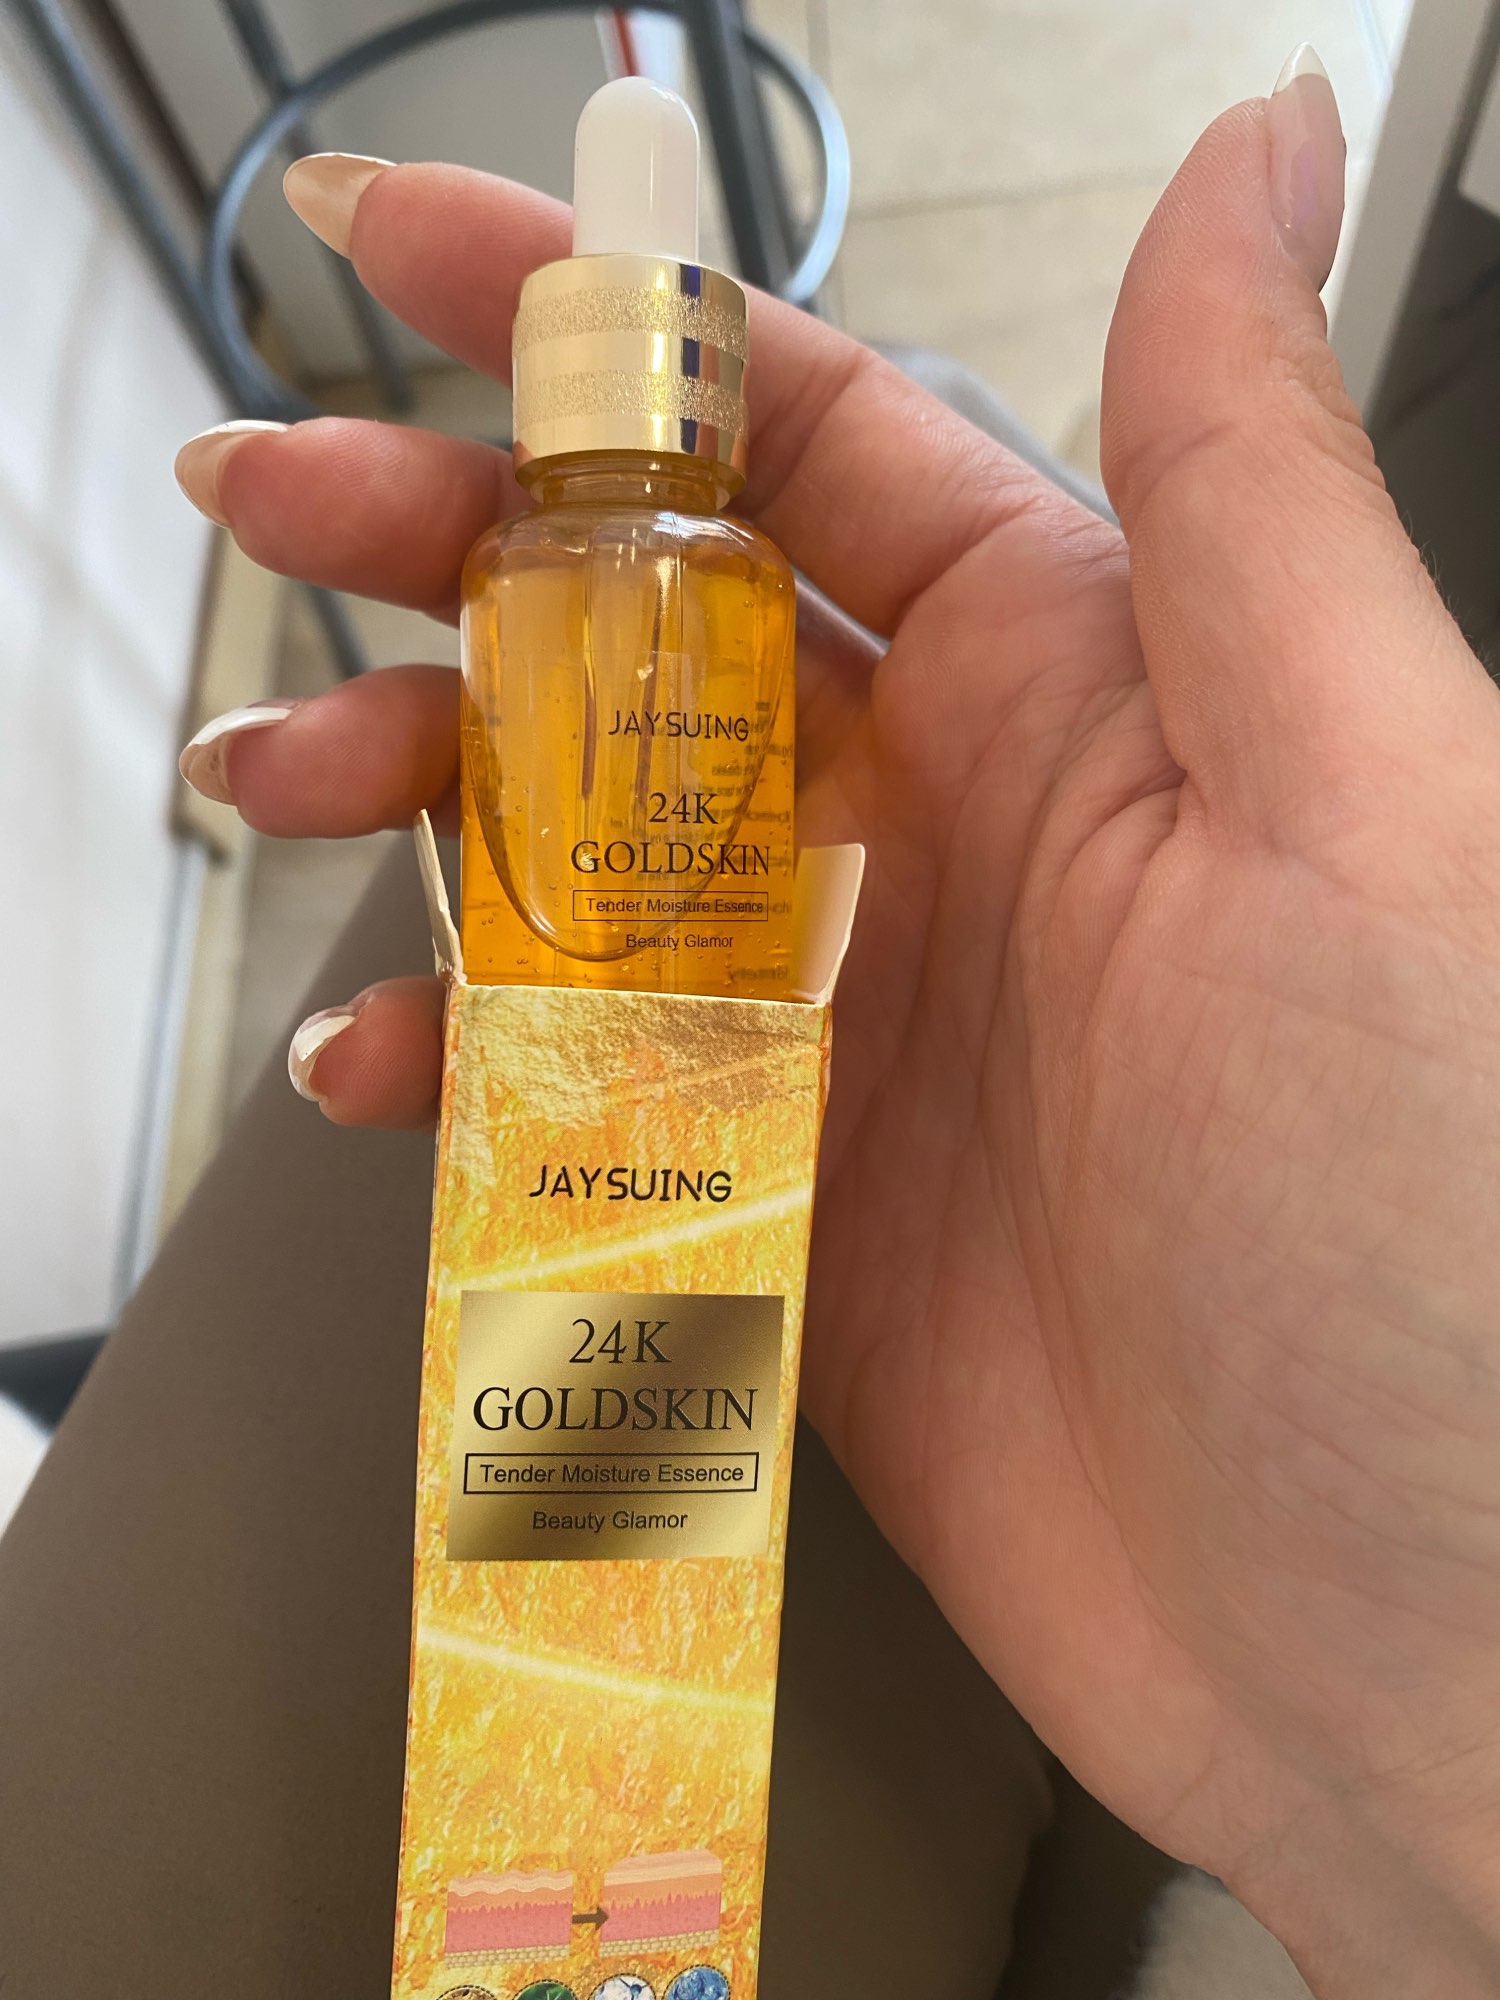 JAYSUING
24K
GOLDSKIN
Tender Moisture Essence
Beauty Glamor
JAYSUING
24K
GOLDSKIN
Tender Moisture Essence
Beauty Glamor